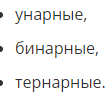 • унарные,
• бинарные,
• тернарные.